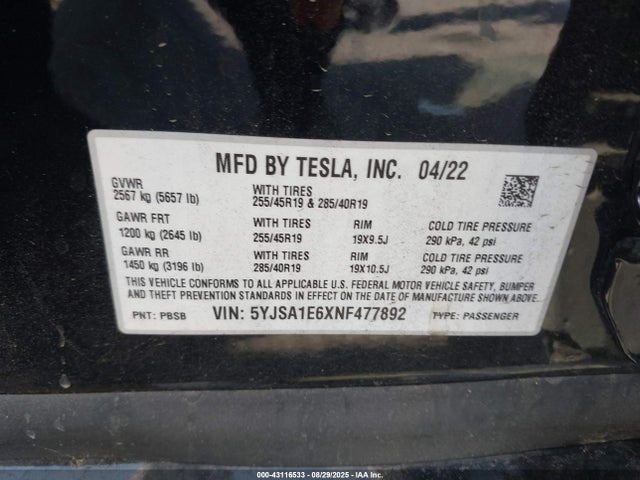 MFD BY TESLA, INC. 04/22
GVWR
2567 kg (5657 lb)
WITH TIRES
255/45R19 & 285/40R19
GAWR FRT
1200 kg (2645 lb)
WITH TIRES
255/45R19
RIM
19X9.5J
COLD TIRE PRESSURE
290 kPa, 42 psi
GAWR RR
1450 kg (3196 lb)
WITH TIRES
285/40R19
RIM
19X10.5J
COLD TIRE PRESSURE
290 kPa, 42 psi
THIS VEHICLE CONFORMS TO ALL APPLICABLE U.S. FEDERAL MOTOR VEHICLE SAFETY, BUMPER
AND THEFT PREVENTION STANDARDS IN EFFECT ON THE DATE OF MANUFACTURE SHOWN ABOVE.
PNT: PBSB VIN: 5YJSA1E6XNF477892 TYPE: PASSENGER
000-43116533 - 08/29/2025 - IAAI.com